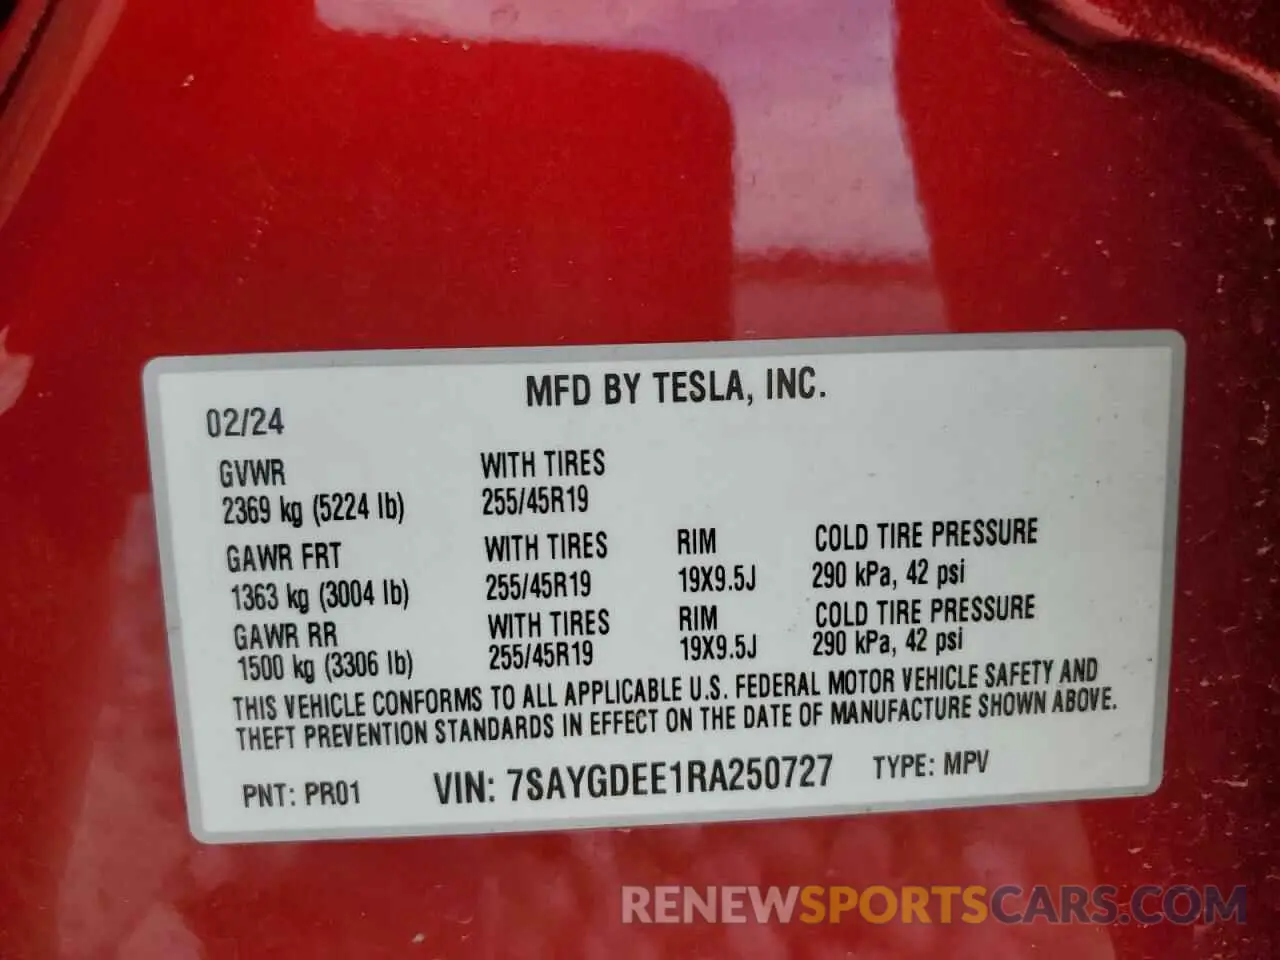 MFD BY TESLA, INC.
02/24
GVWR WITH TIRES
2369 kg (5224 lb) 255/45R19
GAWR FRT WITH TIRES RIM COLD TIRE PRESSURE
1363 kg (3004 lb) 255/45R19 19X9.5J 290 kPa, 42 psi
GAWR RR WITH TIRES RIM COLD TIRE PRESSURE
1500 kg (3306 lb) 255/45R19 19X9.5J 290 kPa, 42 psi
THIS VEHICLE CONFORMS TO ALL APPLICABLE U.S. FEDERAL MOTOR VEHICLE SAFETY AND
THEFT PREVENTION STANDARDS IN EFFECT ON THE DATE OF MANUFACTURE SHOWN ABOVE.
PNT: PR01 VIN: 7SAYGDEE1RA250727 TYPE: MPV
RENEWSPORTSCARS.COM